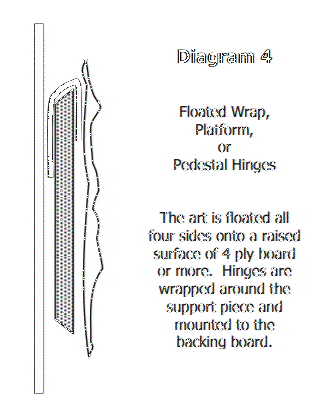 Diagram 4
Floated Wrap,
Platform,
or
Pedestal Hinges
The art is floated all
four sides onto a raised
surface of 4 ply board
or more.  Hinges are
wrapped around the
support piece and
mounted to the
backing board.